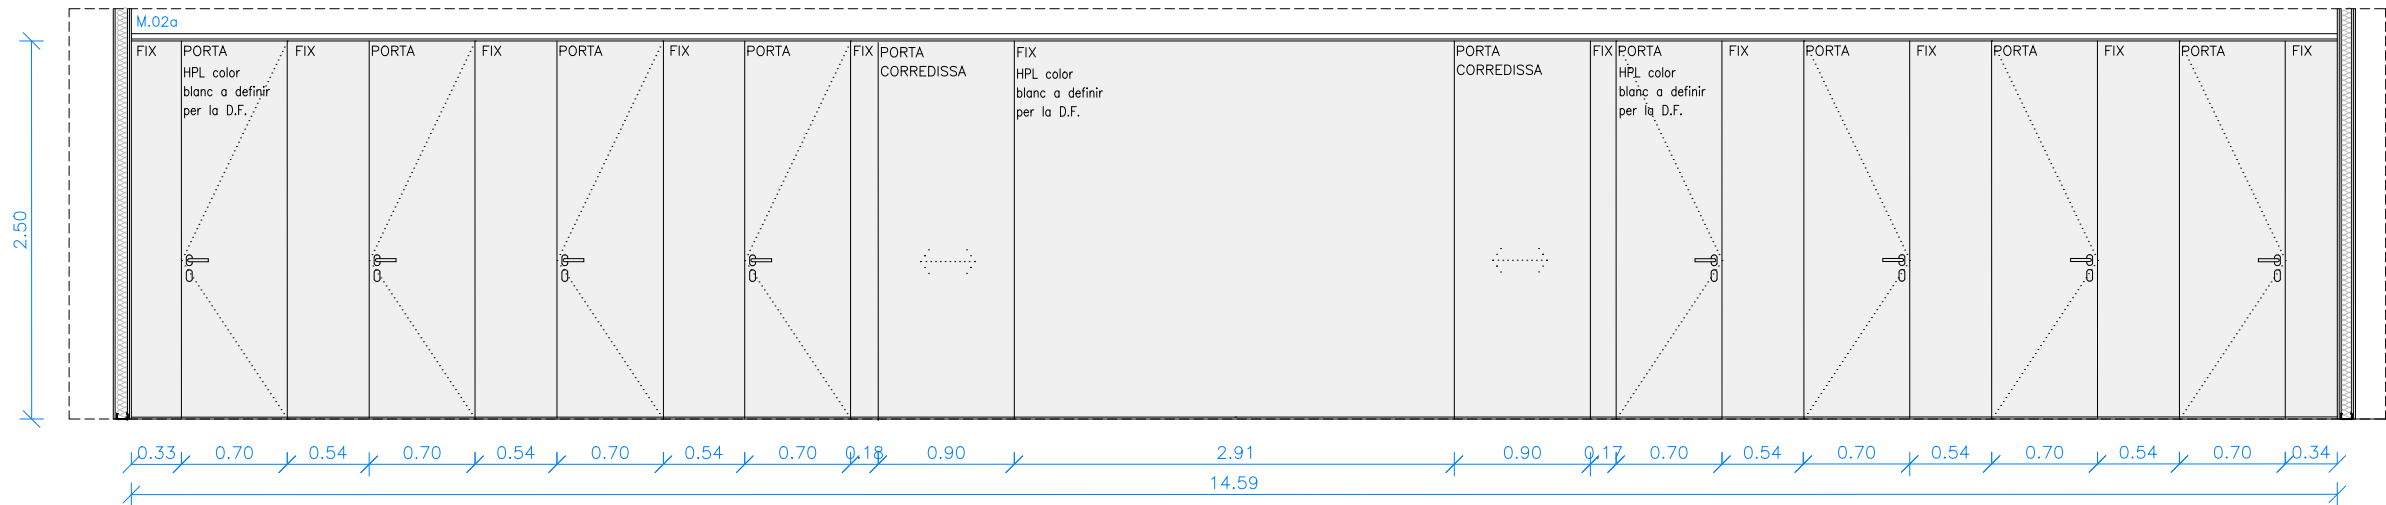 M.02a
FIX
PORTA
HPL color
blanc a definir
per la D.F.
FIX
PORTA
FIX
PORTA
FIX
PORTA
FIX
PORTA
CORREDISSA
FIX
HPL color
blanc a definir
per la D.F.
PORTA
CORREDISSA
FIX
PORTA
HPL color
blanc a definir
per la D.F.
FIX
PORTA
FIX
PORTA
FIX
PORTA
FIX
2.50
0.33 0.70 0.54 0.70 0.54 0.70 0.54 0.70 0.18 0.90 2.91 0.90 0.17 0.70 0.54 0.70 0.54 0.70 0.54 0.70 0.34
14.59